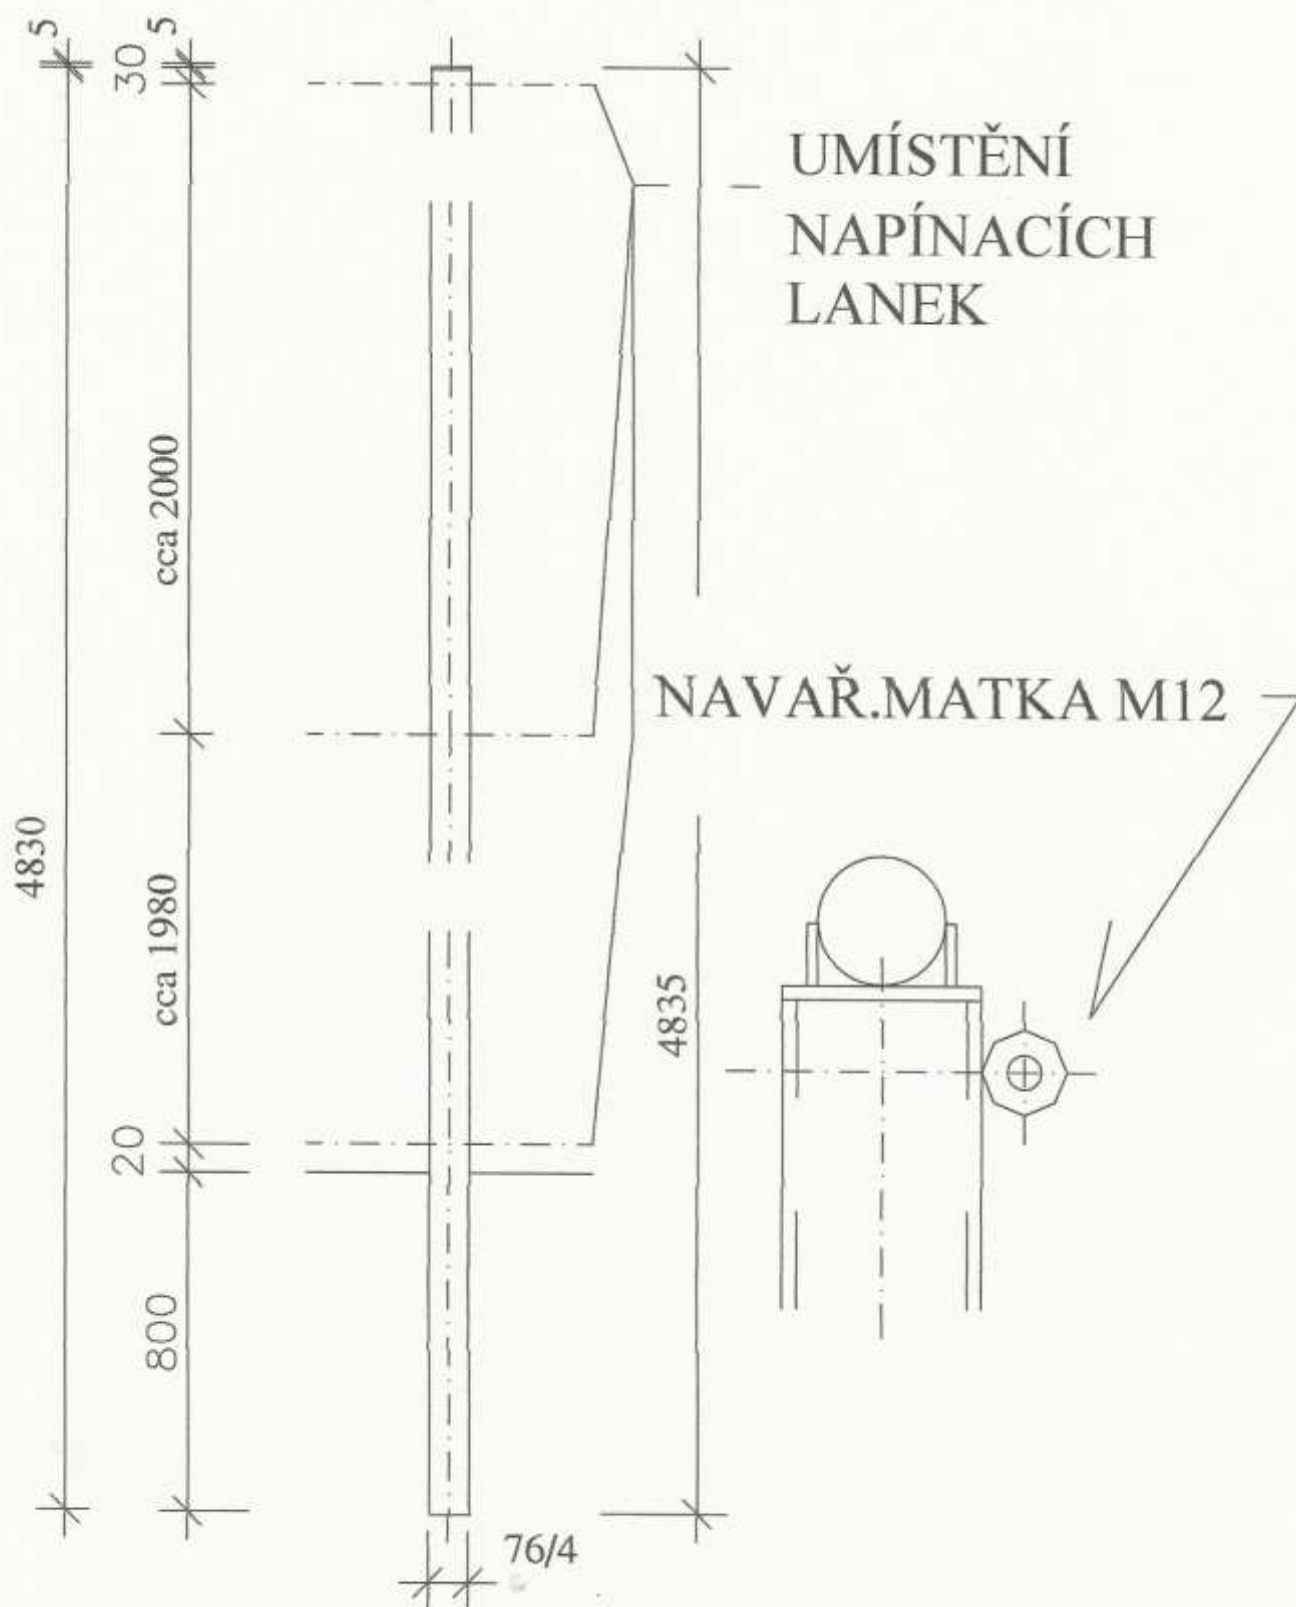 5
5
30
UMÍSTĚNÍ
NAPÍNACÍCH
LANEK
cca 2000
NAVAŘ.MATKA M12
4830
cca 1980
4835
20
800
76/4